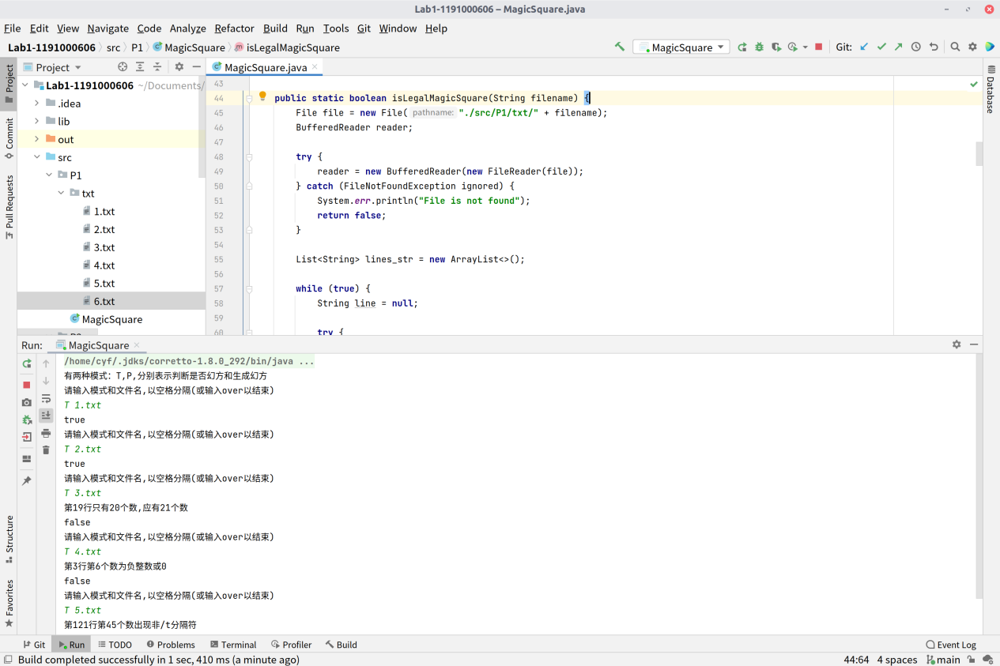 Lab1-1191000606 – MagicSquare.java
File Edit View Navigate Code Analyze Refactor Build Run Tools Git Window Help
Lab1-1191000606 src P1 MagicSquare isLegalMagicSquare
MagicSquare Git:
Project
Commit
Pull Requests
Structure
Favorites
Database
Project
Lab1-1191000606 ~/Documents/
.idea
lib
out
src
P1
txt
1.txt
2.txt
3.txt
4.txt
5.txt
6.txt
MagicSquare
MagicSquare.java
43
44 public static boolean isLegalMagicSquare(String filename) {
45 File file = new File( pathname: "./src/P1/txt/" + filename);
46 BufferedReader reader;
47
48 try {
49 reader = new BufferedReader(new FileReader(file));
50 } catch (FileNotFoundException ignored) {
51 System.err.println("File is not found");
52 return false;
53 }
54
55 List<String> lines_str = new ArrayList<>();
56
57 while (true) {
58 String line = null;
59
60 try {
Run: MagicSquare
/home/cyf/.jdks/corretto-1.8.0_292/bin/java ...
有两种模式: T,P,分别表示判断是否幻方和生成幻方
请输入模式和文件名,以空格分隔(或输入over以结束)
T 1.txt
true
请输入模式和文件名,以空格分隔(或输入over以结束)
T 2.txt
true
请输入模式和文件名,以空格分隔(或输入over以结束)
T 3.txt
第19行只有20个数,应有21个数
false
请输入模式和文件名,以空格分隔(或输入over以结束)
T 4.txt
第3行第6个数为负整数或0
false
请输入模式和文件名,以空格分隔(或输入over以结束)
T 5.txt
第121行第45个数出现非/t分隔符
Git Run TODO Problems Terminal Profiler Build Event Log
Build completed successfully in 1 sec, 410 ms (a minute ago) 44:64 4 spaces main